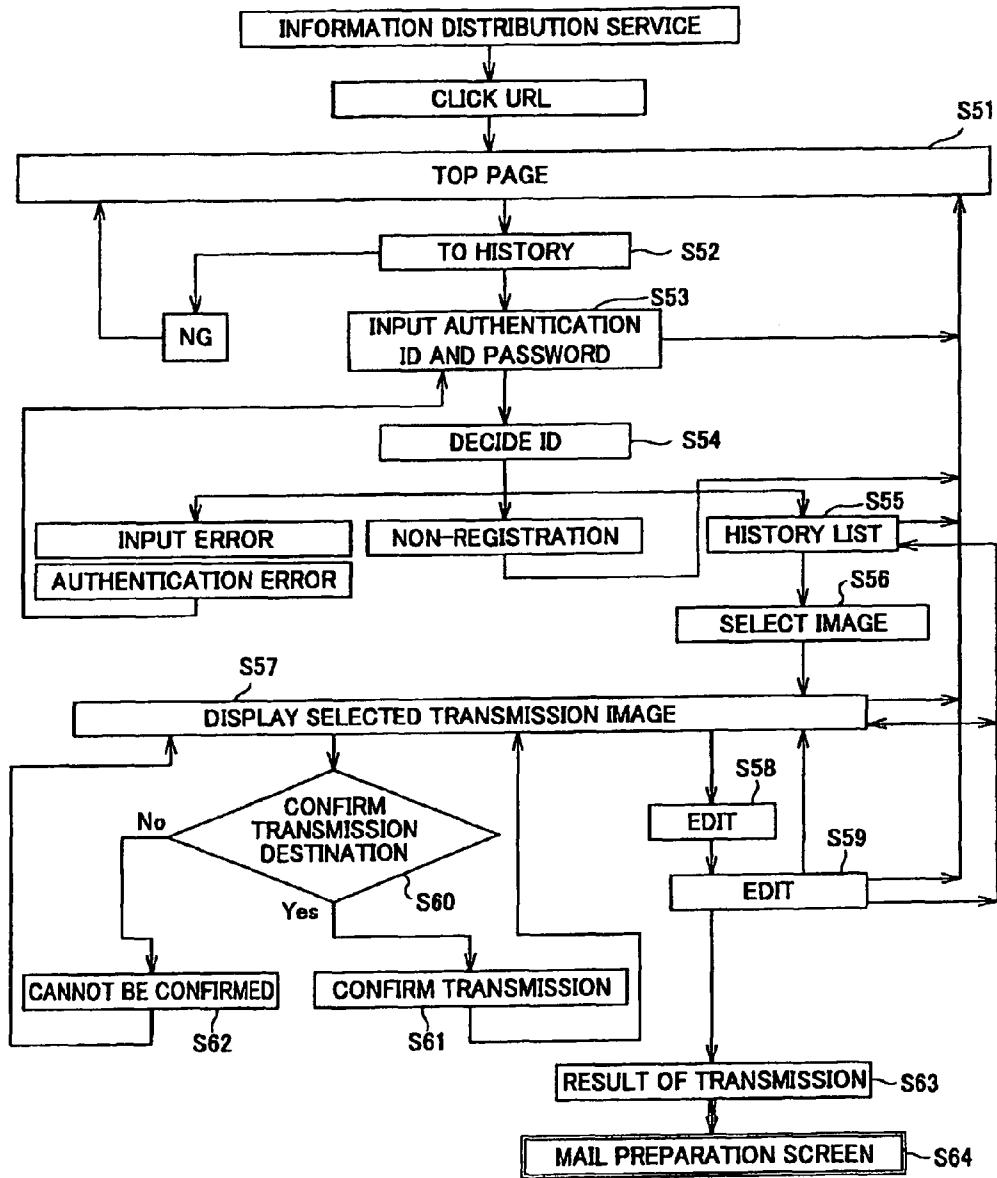 INFORMATION DISTRIBUTION SERVICE
CLICK URL
S51
TOP PAGE
TO HISTORY
S52
S53
NG
INPUT AUTHENTICATION
ID AND PASSWORD
DECIDE ID
S54
S55
INPUT ERROR
NON-REGISTRATION
HISTORY LIST
AUTHENTICATION ERROR
S56
SELECT IMAGE
S57
DISPLAY SELECTED TRANSMISSION IMAGE
S58
No
CONFIRM
TRANSMISSION
DESTINATION
EDIT
S59
S60
EDIT
Yes
CANNOT BE CONFIRMED
CONFIRM TRANSMISSION
S62
S61
RESULT OF TRANSMISSION
S63
MAIL PREPARATION SCREEN
S64